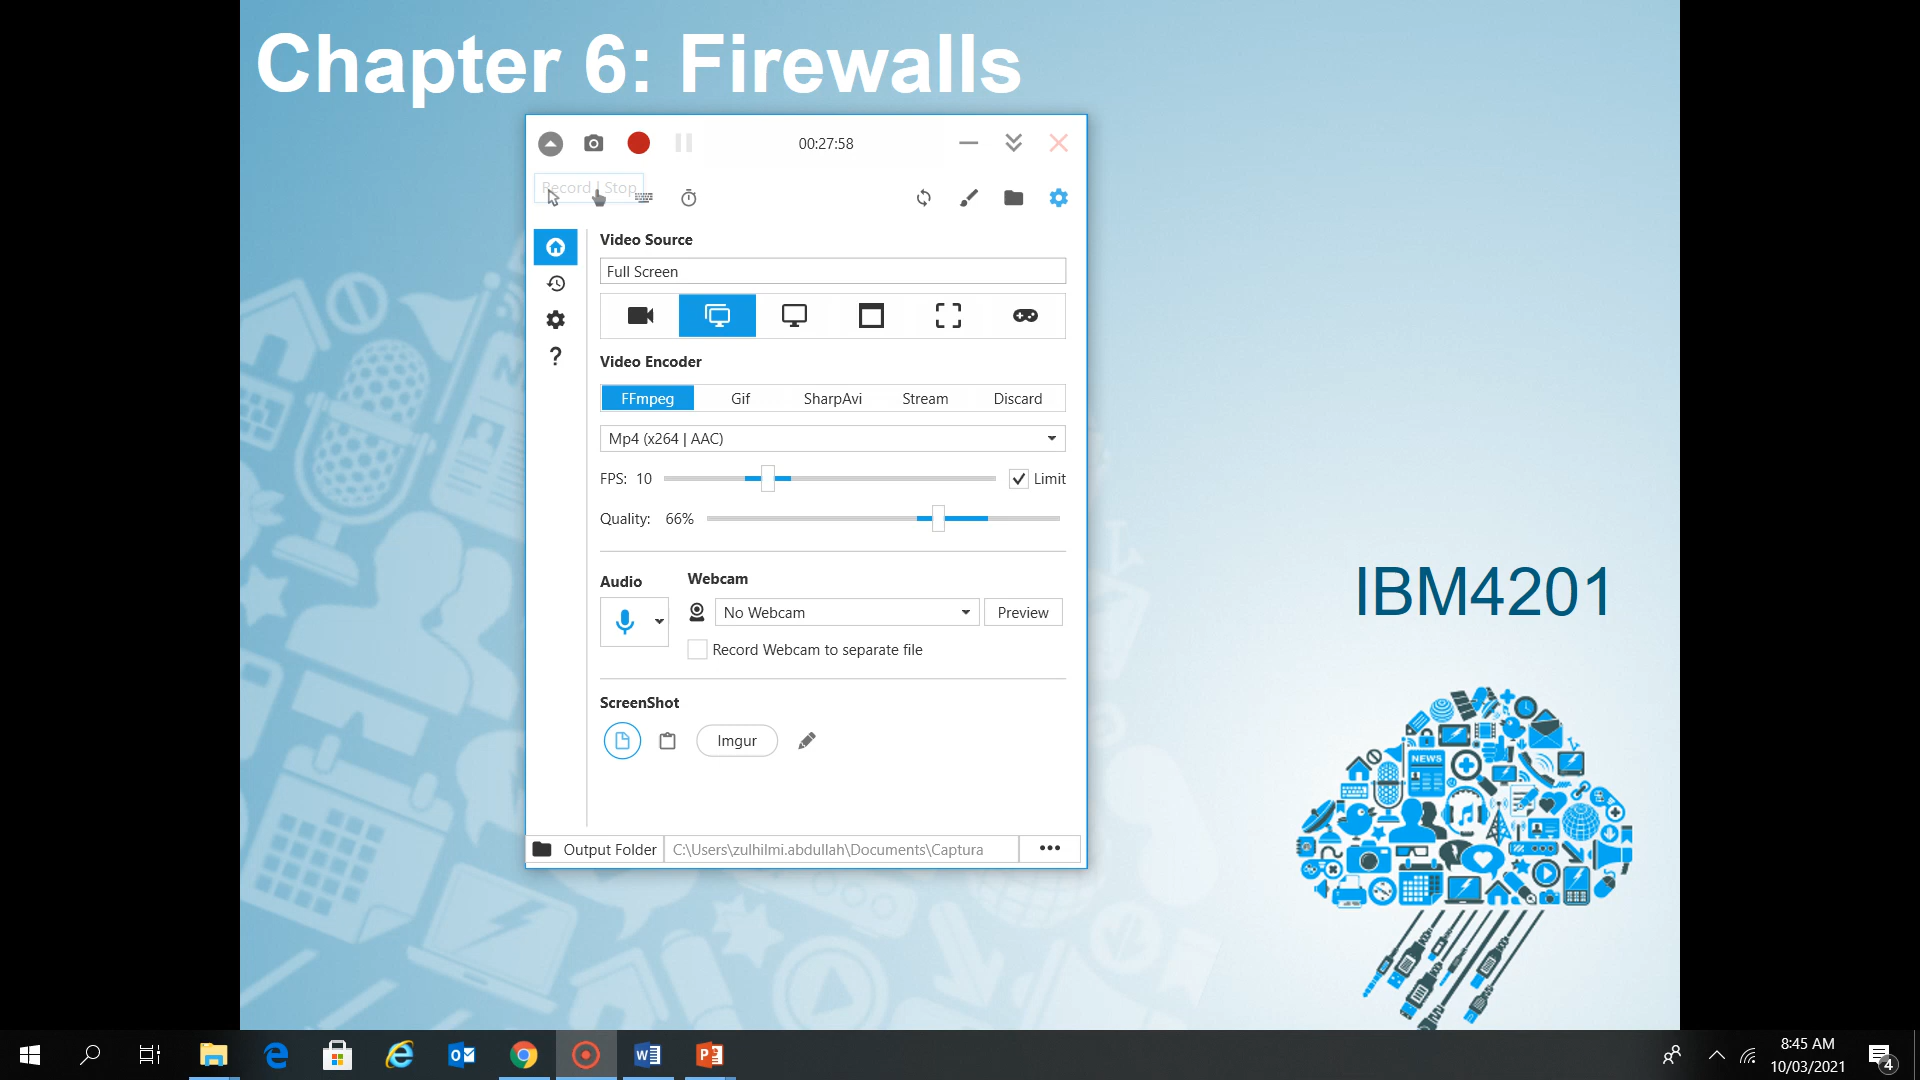 Chapter 6: Firewalls
00:27:58
Record | Stop
Video Source
Full Screen
Video Encoder
FFmpeg Gif SharpAvi Stream Discard
Mp4 (x264 | AAC)
FPS: 10 Limit
Quality: 66%
Audio Webcam
No Webcam Preview
Record Webcam to separate file
ScreenShot
Imgur
Output Folder C:\Users\zulhilmi.abdullah\Documents\Captura
IBM4201
NEWS
8:45 AM
10/03/2021
4